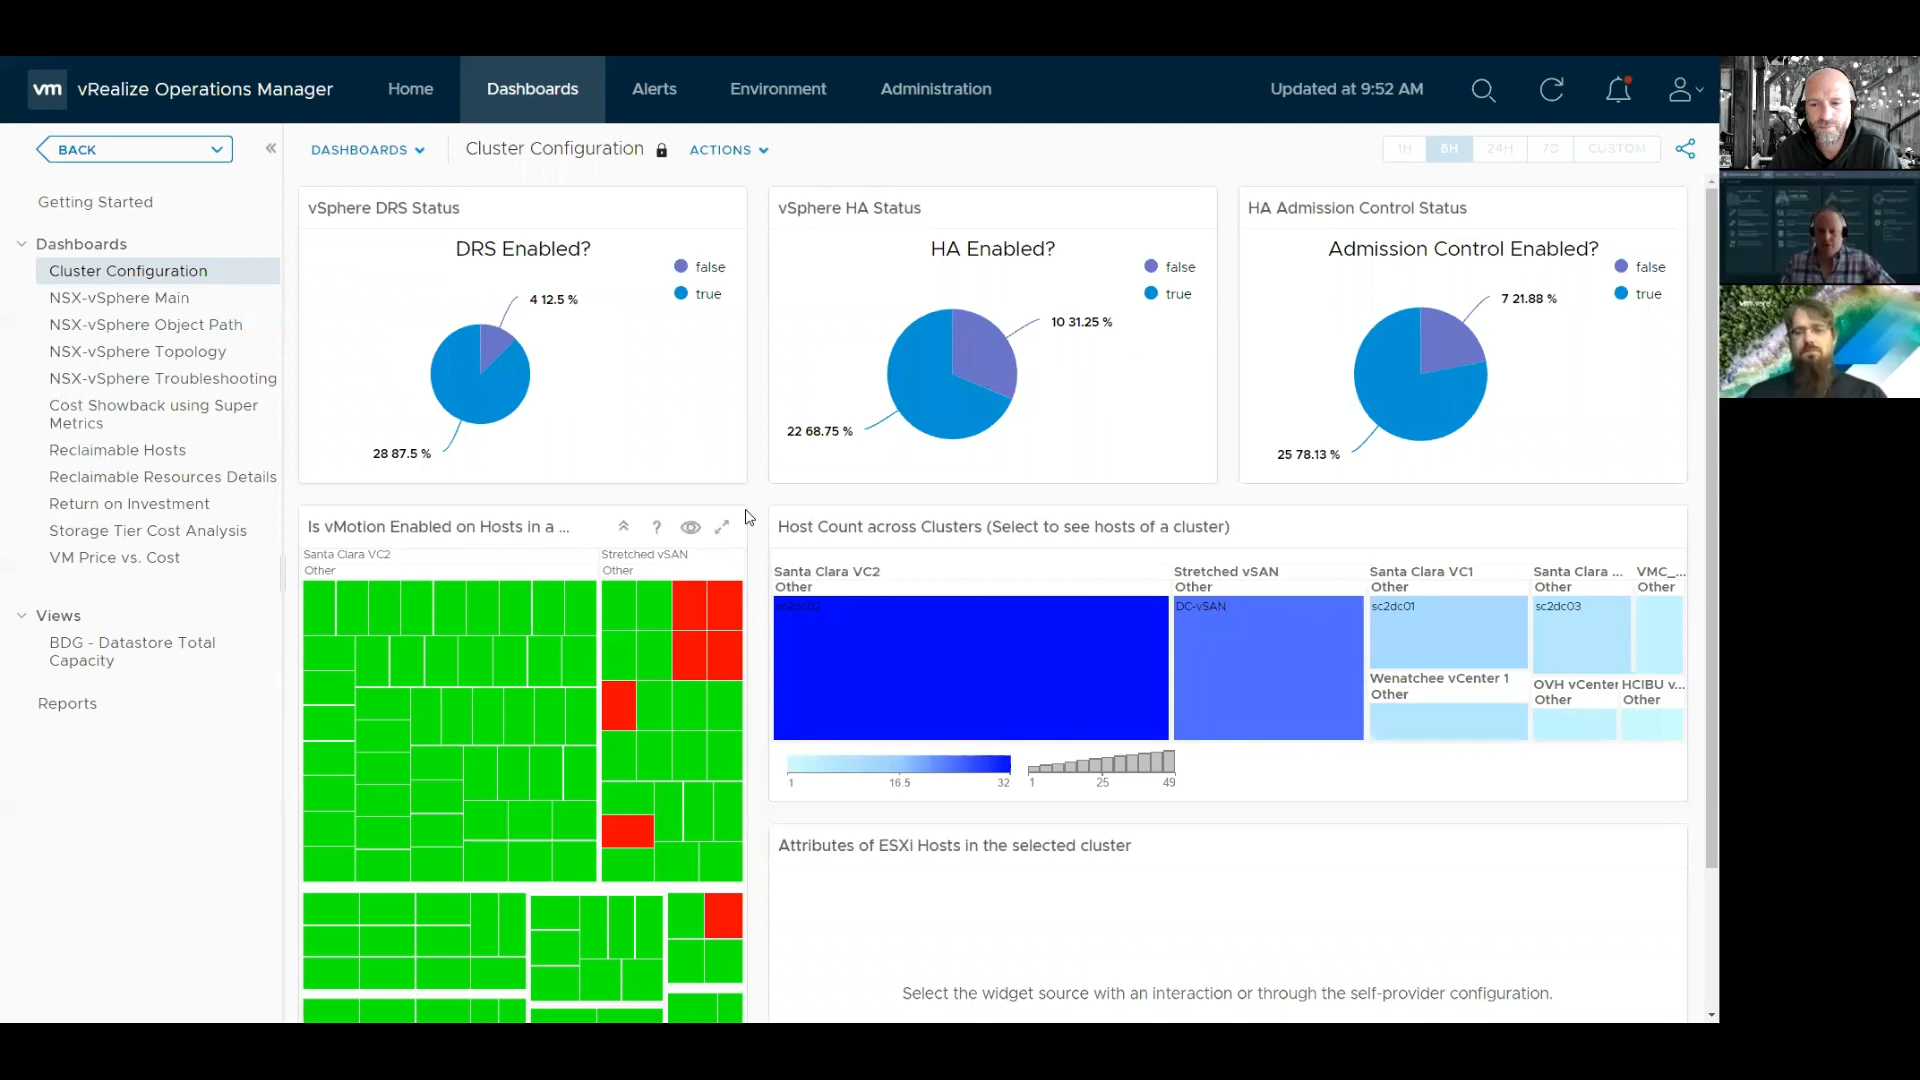 vm vRealize Operations Manager Home Dashboards Alerts Environment Administration Updated at 9:52 AM
BACK
DASHBOARDS Cluster Configuration ACTIONS 1H 6H 24H 7D CUSTOM
Getting Started
Dashboards
Cluster Configuration
NSX-vSphere Main
NSX-vSphere Object Path
NSX-vSphere Topology
NSX-vSphere Troubleshooting
Cost Showback using Super
Metrics
Reclaimable Hosts
Reclaimable Resources Details
Return on Investment
Storage Tier Cost Analysis
VM Price vs. Cost
Views
BDG - Datastore Total
Capacity
Reports
vSphere DRS Status
DRS Enabled?
false
true
4 12.5 %
28 87.5 %
vSphere HA Status
HA Enabled?
false
true
10 31.25 %
22 68.75 %
HA Admission Control Status
Admission Control Enabled?
false
true
7 21.88 %
25 78.13 %
Is vMotion Enabled on Hosts in a ... ?
Santa Clara VC2 Stretched vSAN
Other Other
Host Count across Clusters (Select to see hosts of a cluster)
Santa Clara VC2 Stretched vSAN Santa Clara VC1 Santa Clara ... VMC_...
Other Other Other Other Other
sc2dc02 DC-vSAN sc2dc01 sc2dc03
Wenatchee vCenter 1 OVH vCenter HCIBU v...
Other Other Other
1 16.5 32 1 25 49
Attributes of ESXi Hosts in the selected cluster
Select the widget source with an interaction or through the self-provider configuration.